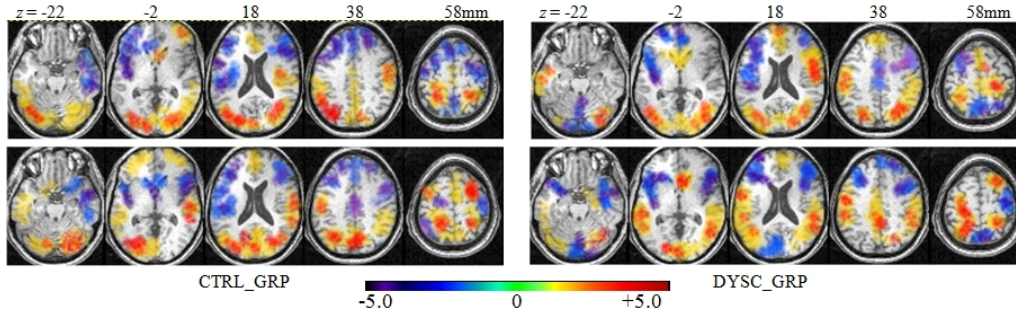 z = -22 -2 18 38 58mm -2 18 38 58mm
z = -22
CTRL_GRP DYSC_GRP
-5.0 0 +5.0